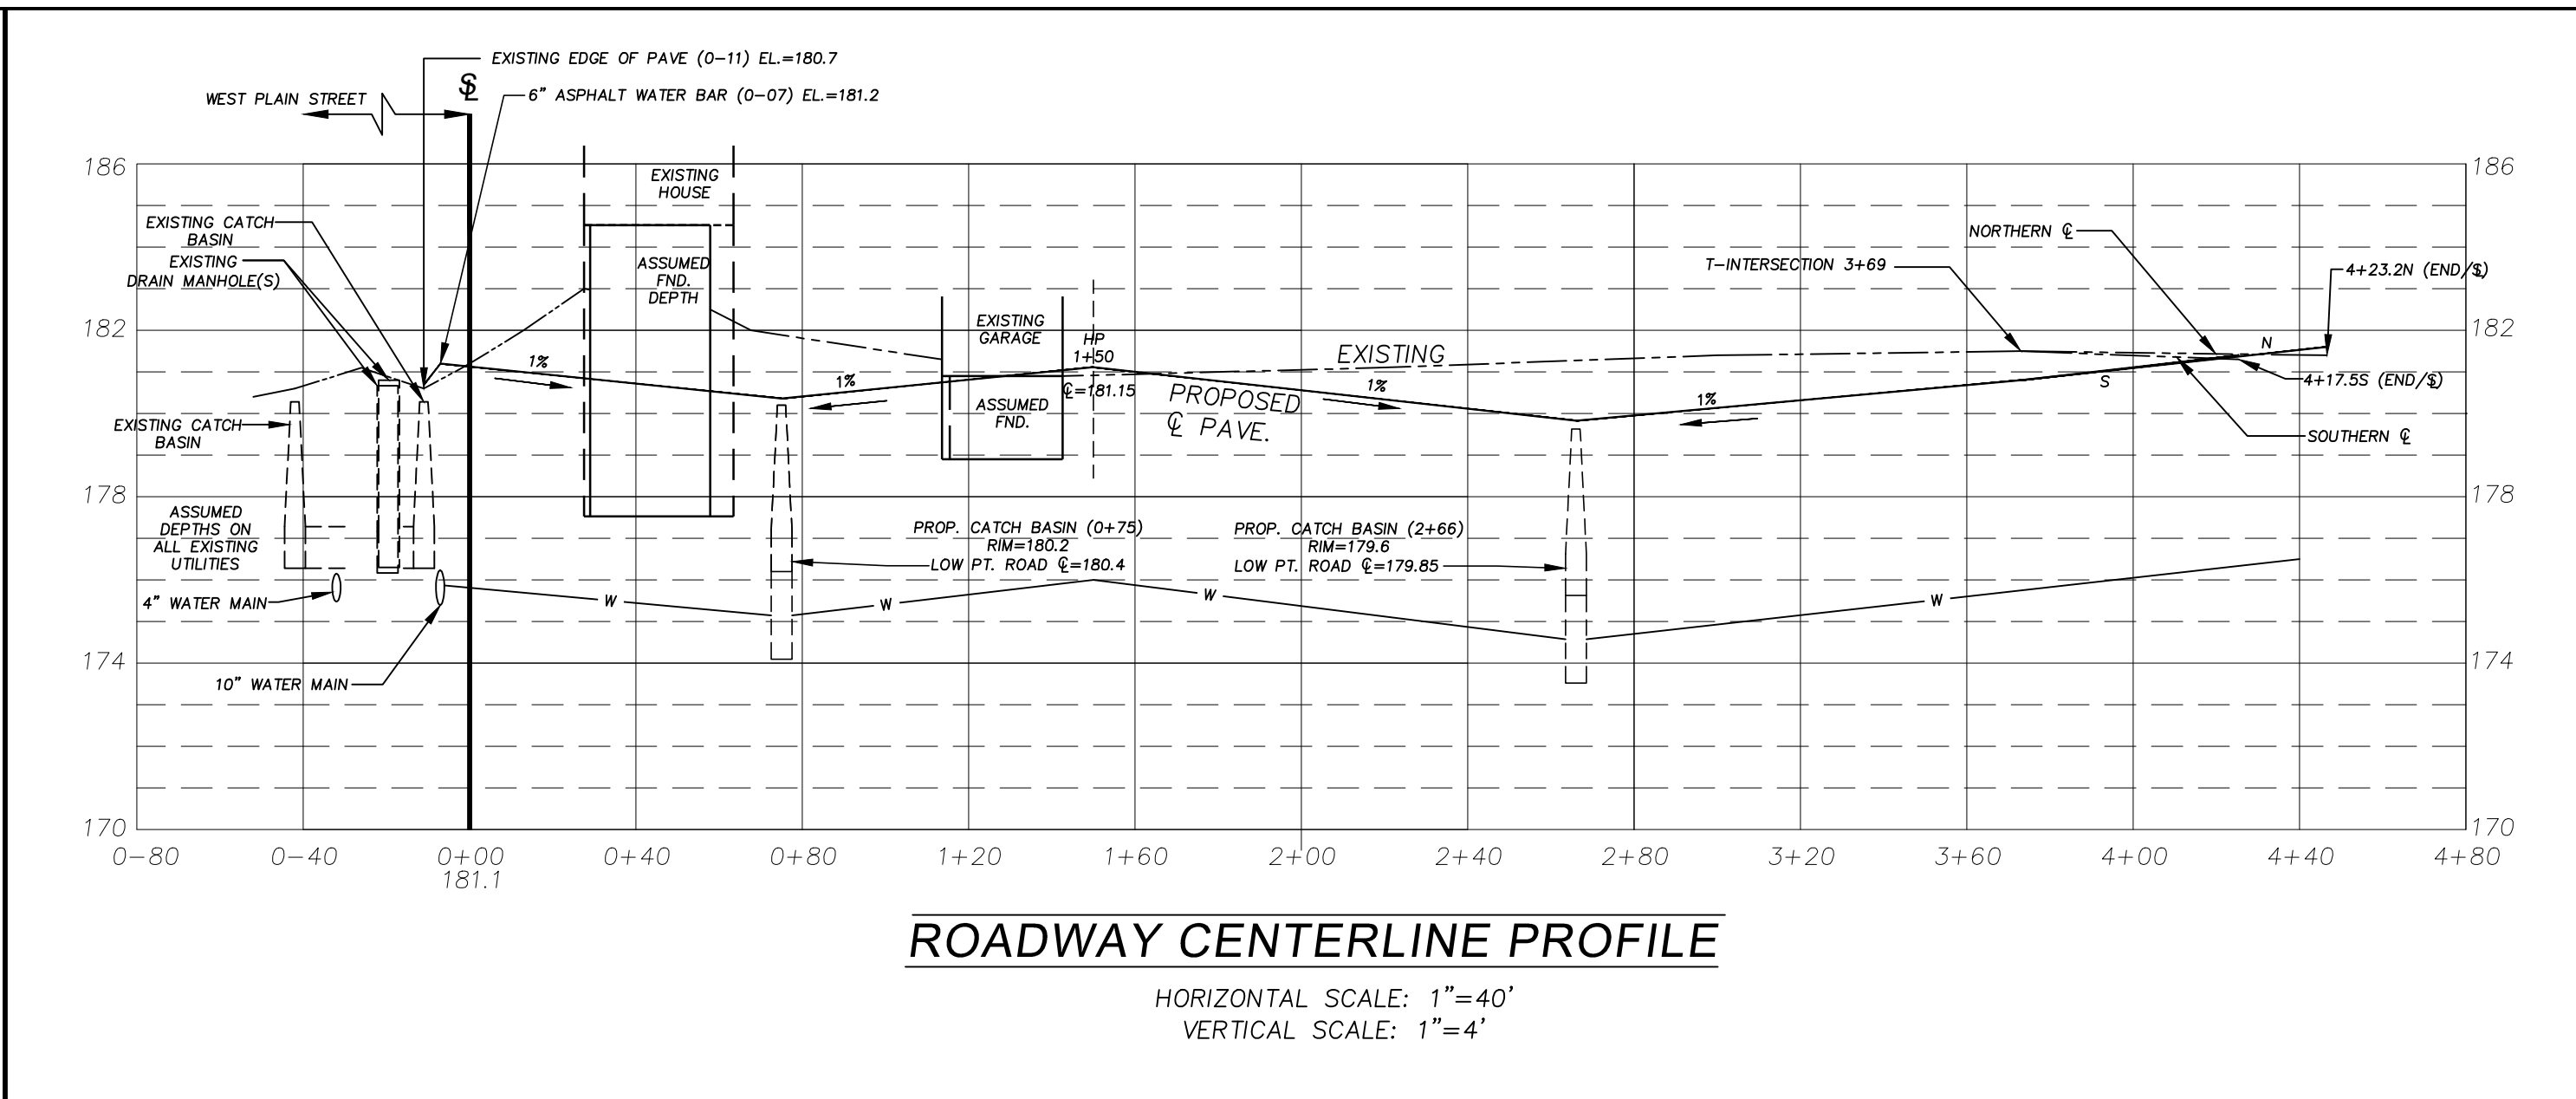 EXISTING EDGE OF PAVE (0-11) EL.=180.7
WEST PLAIN STREET
6" ASPHALT WATER BAR (0-07) EL.=181.2
186
186
EXISTING
HOUSE
EXISTING CATCH
BASIN
NORTHERN ℄
EXISTING
DRAIN MANHOLE(S)
ASSUMED
FND.
DEPTH
T-INTERSECTION 3+69
4+23.2N (END/SL)
182
182
EXISTING
GARAGE
HP
1+50
EXISTING
N
1%
1%
℄=181.15
1%
PROPOSED
℄ PAVE.
1%
S
4+17.5S (END/SL)
ASSUMED
FND.
EXISTING CATCH
BASIN
SOUTHERN ℄
178
178
ASSUMED
DEPTHS ON
ALL EXISTING
UTILITIES
PROP. CATCH BASIN (0+75)
RIM=180.2
LOW PT. ROAD ℄=180.4
PROP. CATCH BASIN (2+66)
RIM=179.6
LOW PT. ROAD ℄=179.85
4" WATER MAIN
W
W
W
W
174
174
10" WATER MAIN
170
170
0-80 0-40 0+00 0+40 0+80 1+20 1+60 2+00 2+40 2+80 3+20 3+60 4+00 4+40 4+80
181.1
ROADWAY CENTERLINE PROFILE
HORIZONTAL SCALE: 1"=40'
VERTICAL SCALE: 1"=4'